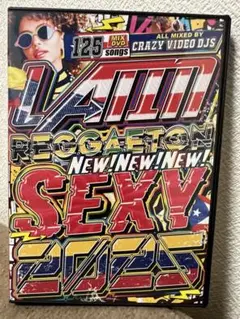 125
MIX
DVD
songs
ALL MIXED BY
CRAZY VIDEO DJS
LATIN
REGGAETON
NEW!NEW!NEW!
SEXY
2025